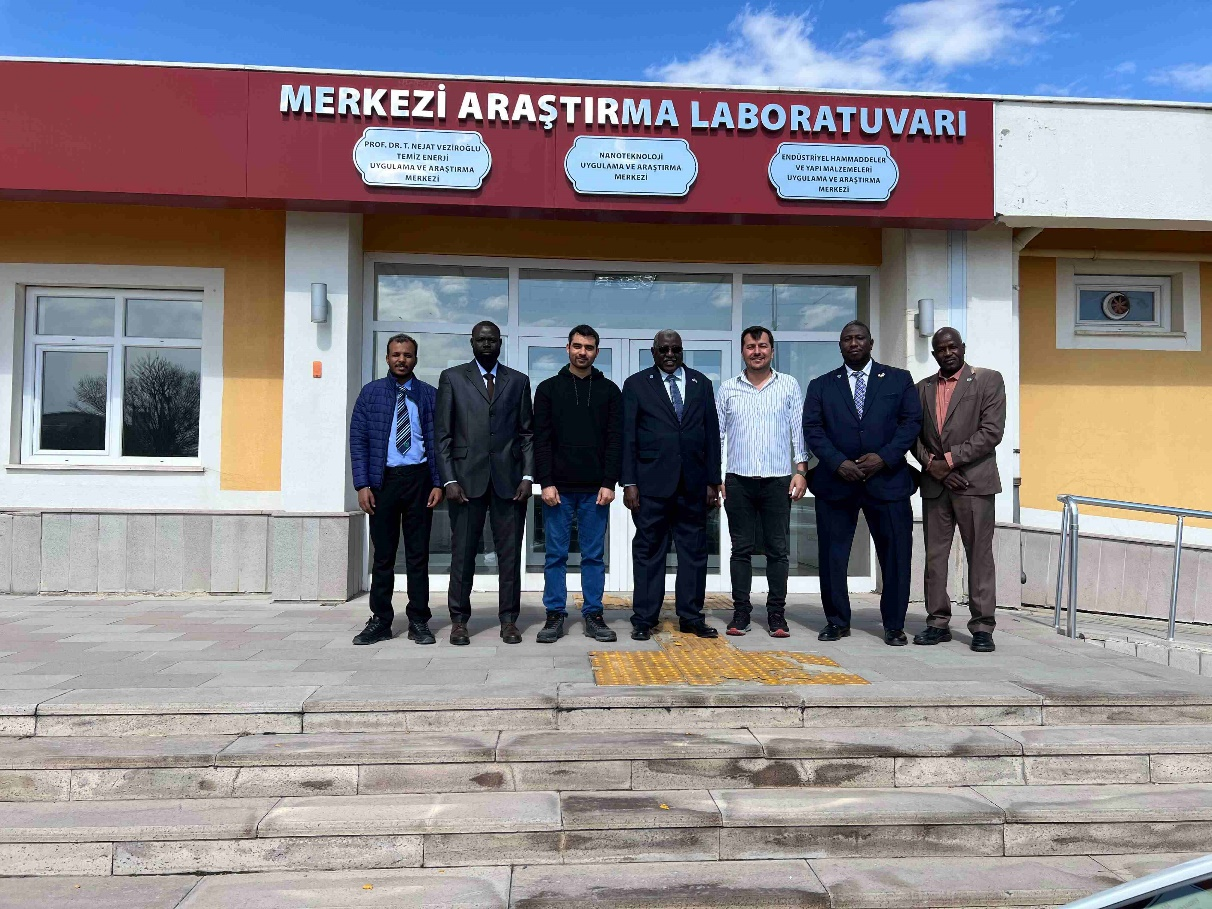 MERKEZİ ARAŞTIRMA LABORATUVARI
PROF. DR. T. NEJAT VEZİROĞLU
TEMİZ ENERJİ
UYGULAMA VE ARAŞTIRMA
MERKEZİ
NANOTEKNOLOJİ
UYGULAMA VE ARAŞTIRMA
MERKEZİ
ENDÜSTRİYEL HAMMADDELER
VE YAPI MALZEMELERİ
UYGULAMA VE ARAŞTIRMA
MERKEZİ